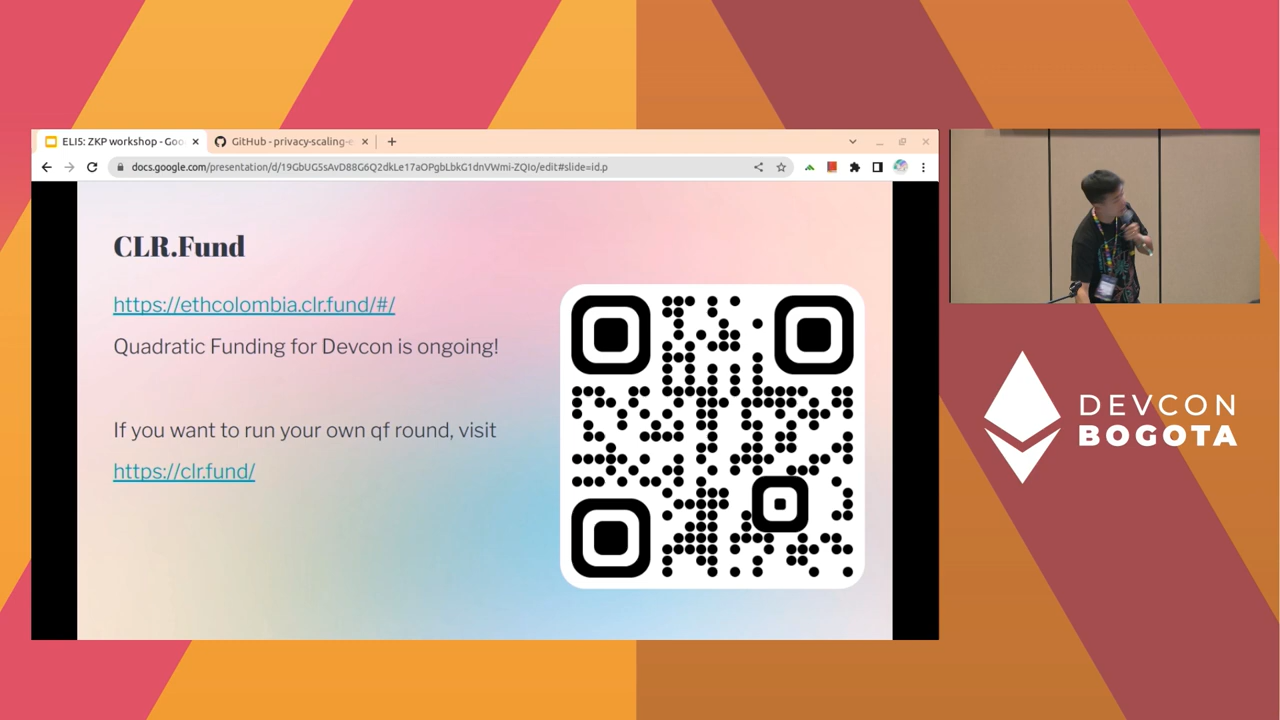 ELI5: ZKP workshop - Goo
GitHub - privacy-scaling-e
docs.google.com/presentation/d/19GbUG5sAvD88G6Q2dkLe17aOPgbLbkG1dnVWmi-ZQIo/edit#slide=id.p
CLR.Fund
https://ethcolombia.clr.fund/#/
Quadratic Funding for Devcon is ongoing!
If you want to run your own qf round, visit
https://clr.fund/
DEVCON
BOGOTA